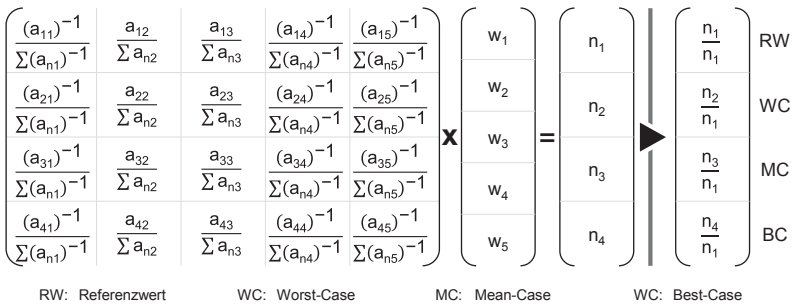 (a₁₁)⁻¹/Σ(aₙ₁)⁻¹ a₁₂/Σ aₙ₂ a₁₃/Σ aₙ₃ (a₁₄)⁻¹/Σ(aₙ₄)⁻¹ (a₁₅)⁻¹/Σ(aₙ₅)⁻¹ w₁ n₁ n₁/n₁ RW
(a₂₁)⁻¹/Σ(aₙ₁)⁻¹ a₂₂/Σ aₙ₂ a₂₃/Σ aₙ₃ (a₂₄)⁻¹/Σ(aₙ₄)⁻¹ (a₂₅)⁻¹/Σ(aₙ₅)⁻¹ w₂ n₂ n₂/n₁ WC
x w₃ =
(a₃₁)⁻¹/Σ(aₙ₁)⁻¹ a₃₂/Σ aₙ₂ a₃₃/Σ aₙ₃ (a₃₄)⁻¹/Σ(aₙ₄)⁻¹ (a₃₅)⁻¹/Σ(aₙ₅)⁻¹ w₄ n₃ n₃/n₁ MC
(a₄₁)⁻¹/Σ(aₙ₁)⁻¹ a₄₂/Σ aₙ₂ a₄₃/Σ aₙ₃ (a₄₄)⁻¹/Σ(aₙ₄)⁻¹ (a₄₅)⁻¹/Σ(aₙ₅)⁻¹ w₅ n₄ n₄/n₁ BC
RW: Referenzwert WC: Worst-Case MC: Mean-Case WC: Best-Case